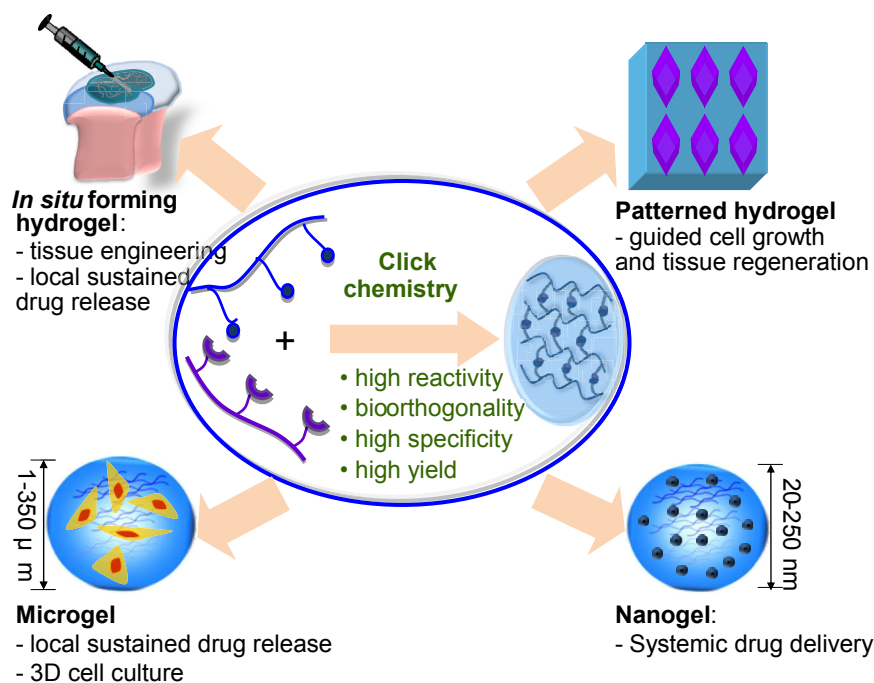 In situ forming
hydrogel:
- tissue engineering
- local sustained
drug release
Patterned hydrogel
- guided cell growth
and tissue regeneration
Click
chemistry
+
• high reactivity
• bioorthogonality
• high specificity
• high yield
1-350 μ m
Microgel
- local sustained drug release
- 3D cell culture
20-250 nm
Nanogel:
- Systemic drug delivery